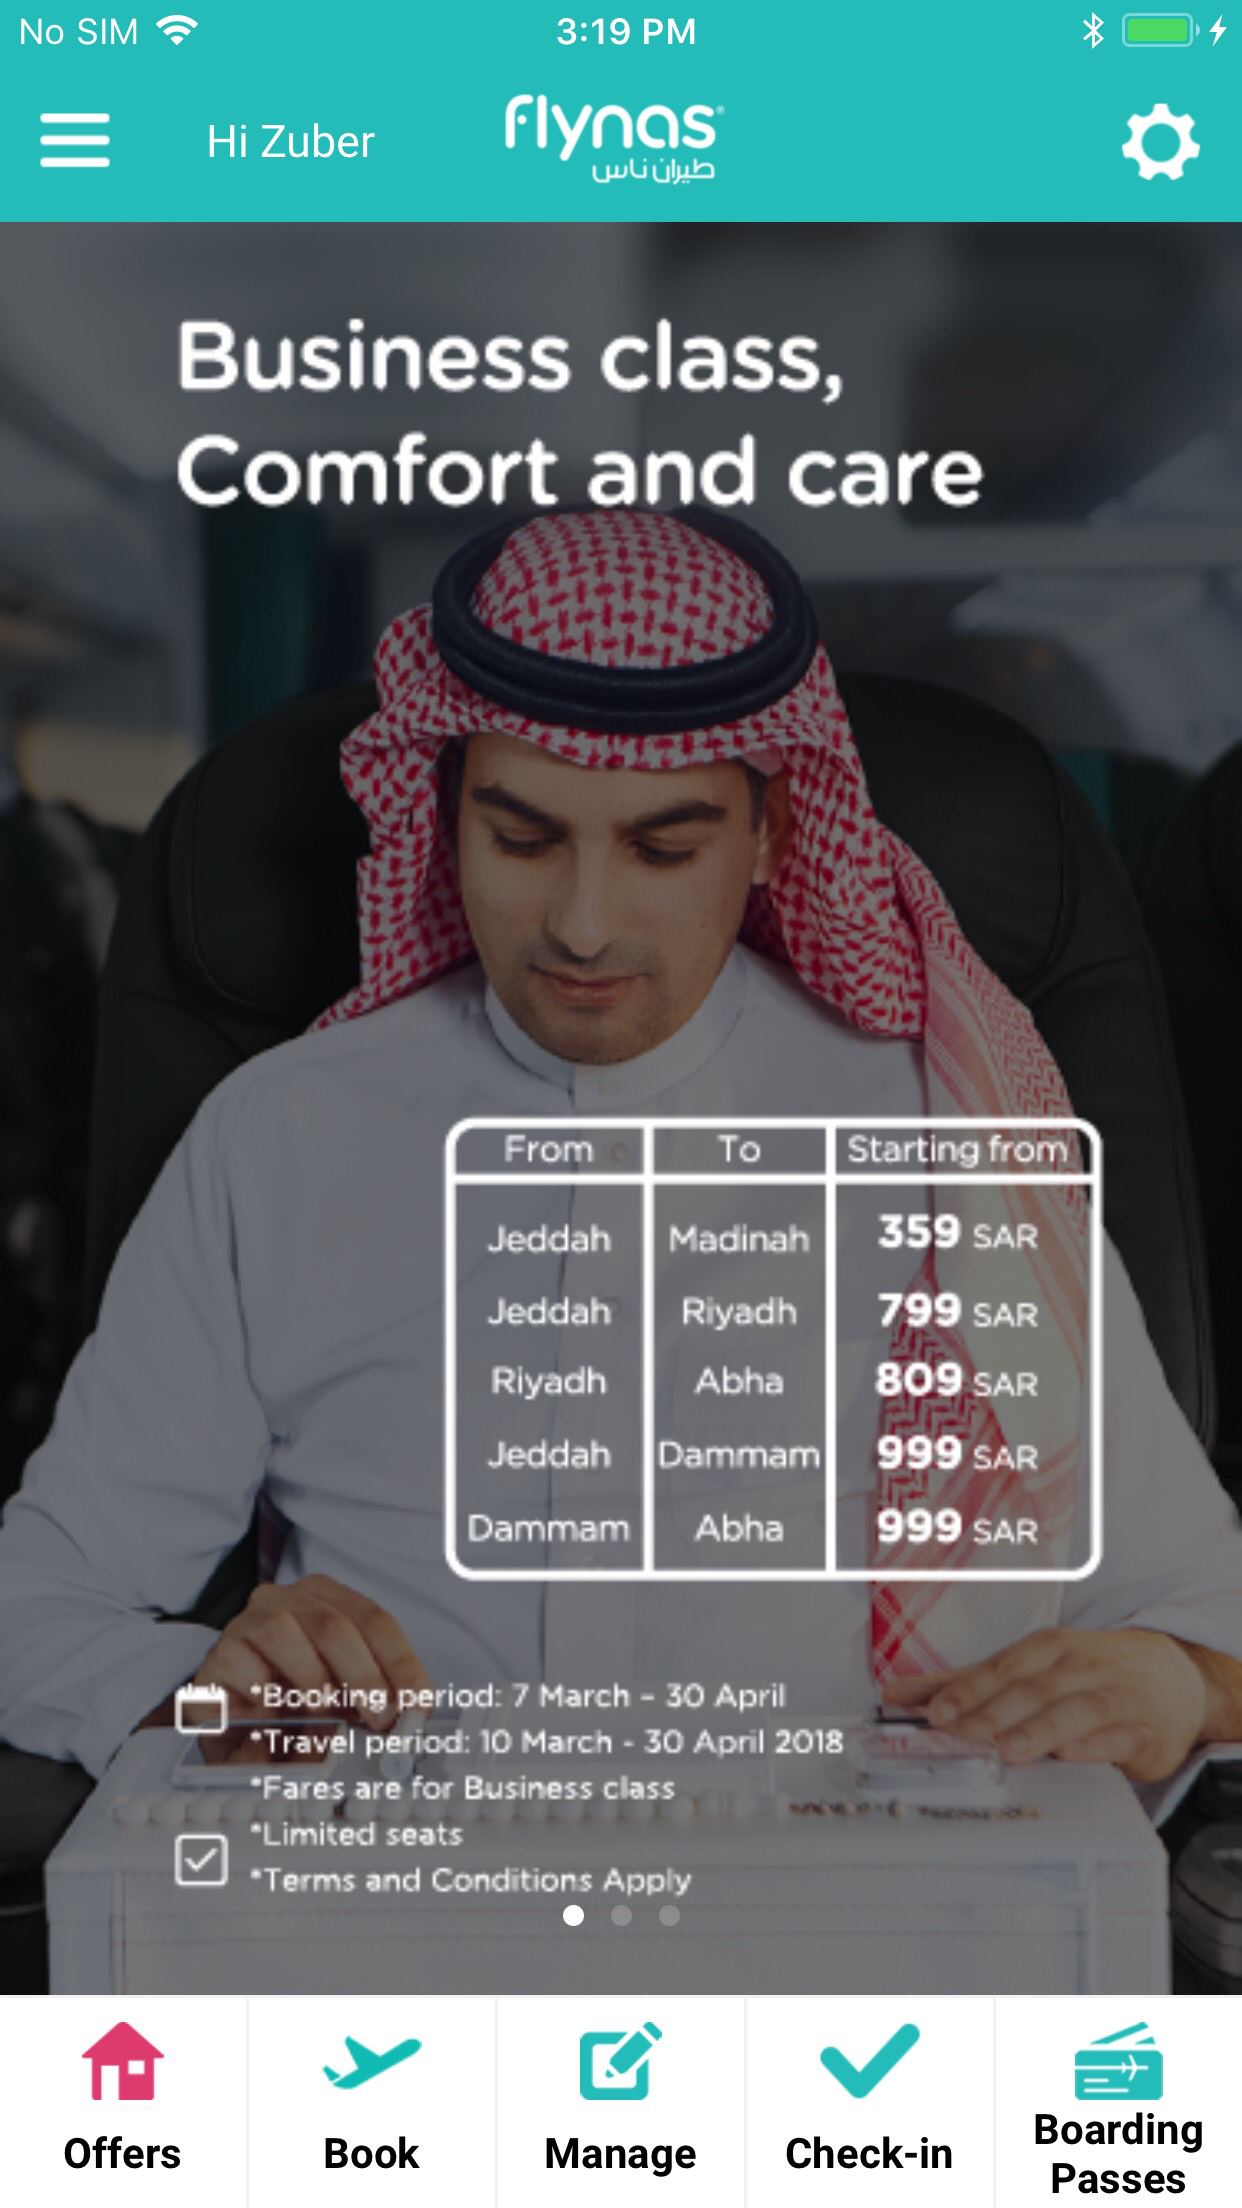 No SIM 3:19 PM
Hi Zuber
flynas
طيران ناس
Business class,
Comfort and care
From To Starting from
Jeddah Madinah 359 SAR
Jeddah Riyadh 799 SAR
Riyadh Abha 809 SAR
Jeddah Dammam 999 SAR
Dammam Abha 999 SAR
*Booking period: 7 March - 30 April
*Travel period: 10 March - 30 April 2018
*Fares are for Business class
*Limited seats
*Terms and Conditions Apply
Offers Book Manage Check-in Boarding
Passes